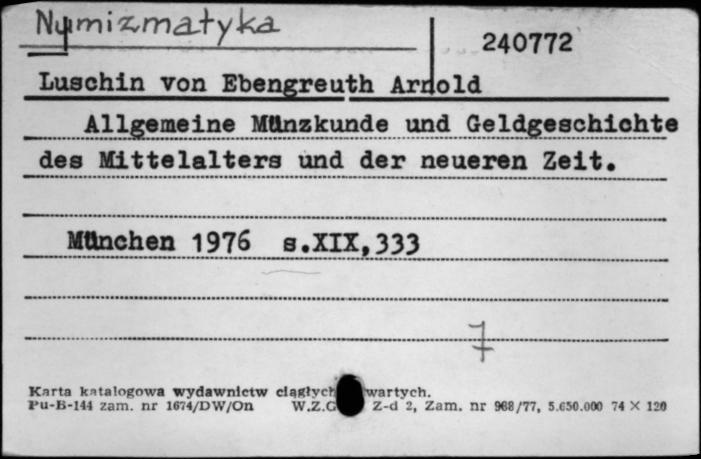 Numizmatyka
240772
Luschin von Ebengreuth Arnold
Allgemeine Münzkunde und Geldgeschichte
des Mittelalters und der neueren Zeit.
München 1976 s.XIX,333
7
Karta katalogowa wydawnictw ciągłych wartych.
Pu-B-144 zam. nr 1674/DW/On W.Z.G Z-d 2, Zam. nr 968/77, 5.650.000 74 × 120